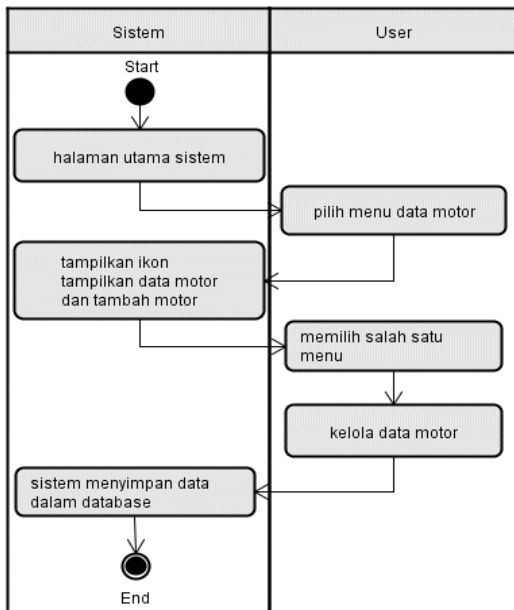 Sistem
User
Start
halaman utama sistem
pilih menu data motor
tampilkan ikon
tampilkan data motor
dan tambah motor
memilih salah satu
menu
kelola data motor
sistem menyimpan data
dalam database
End